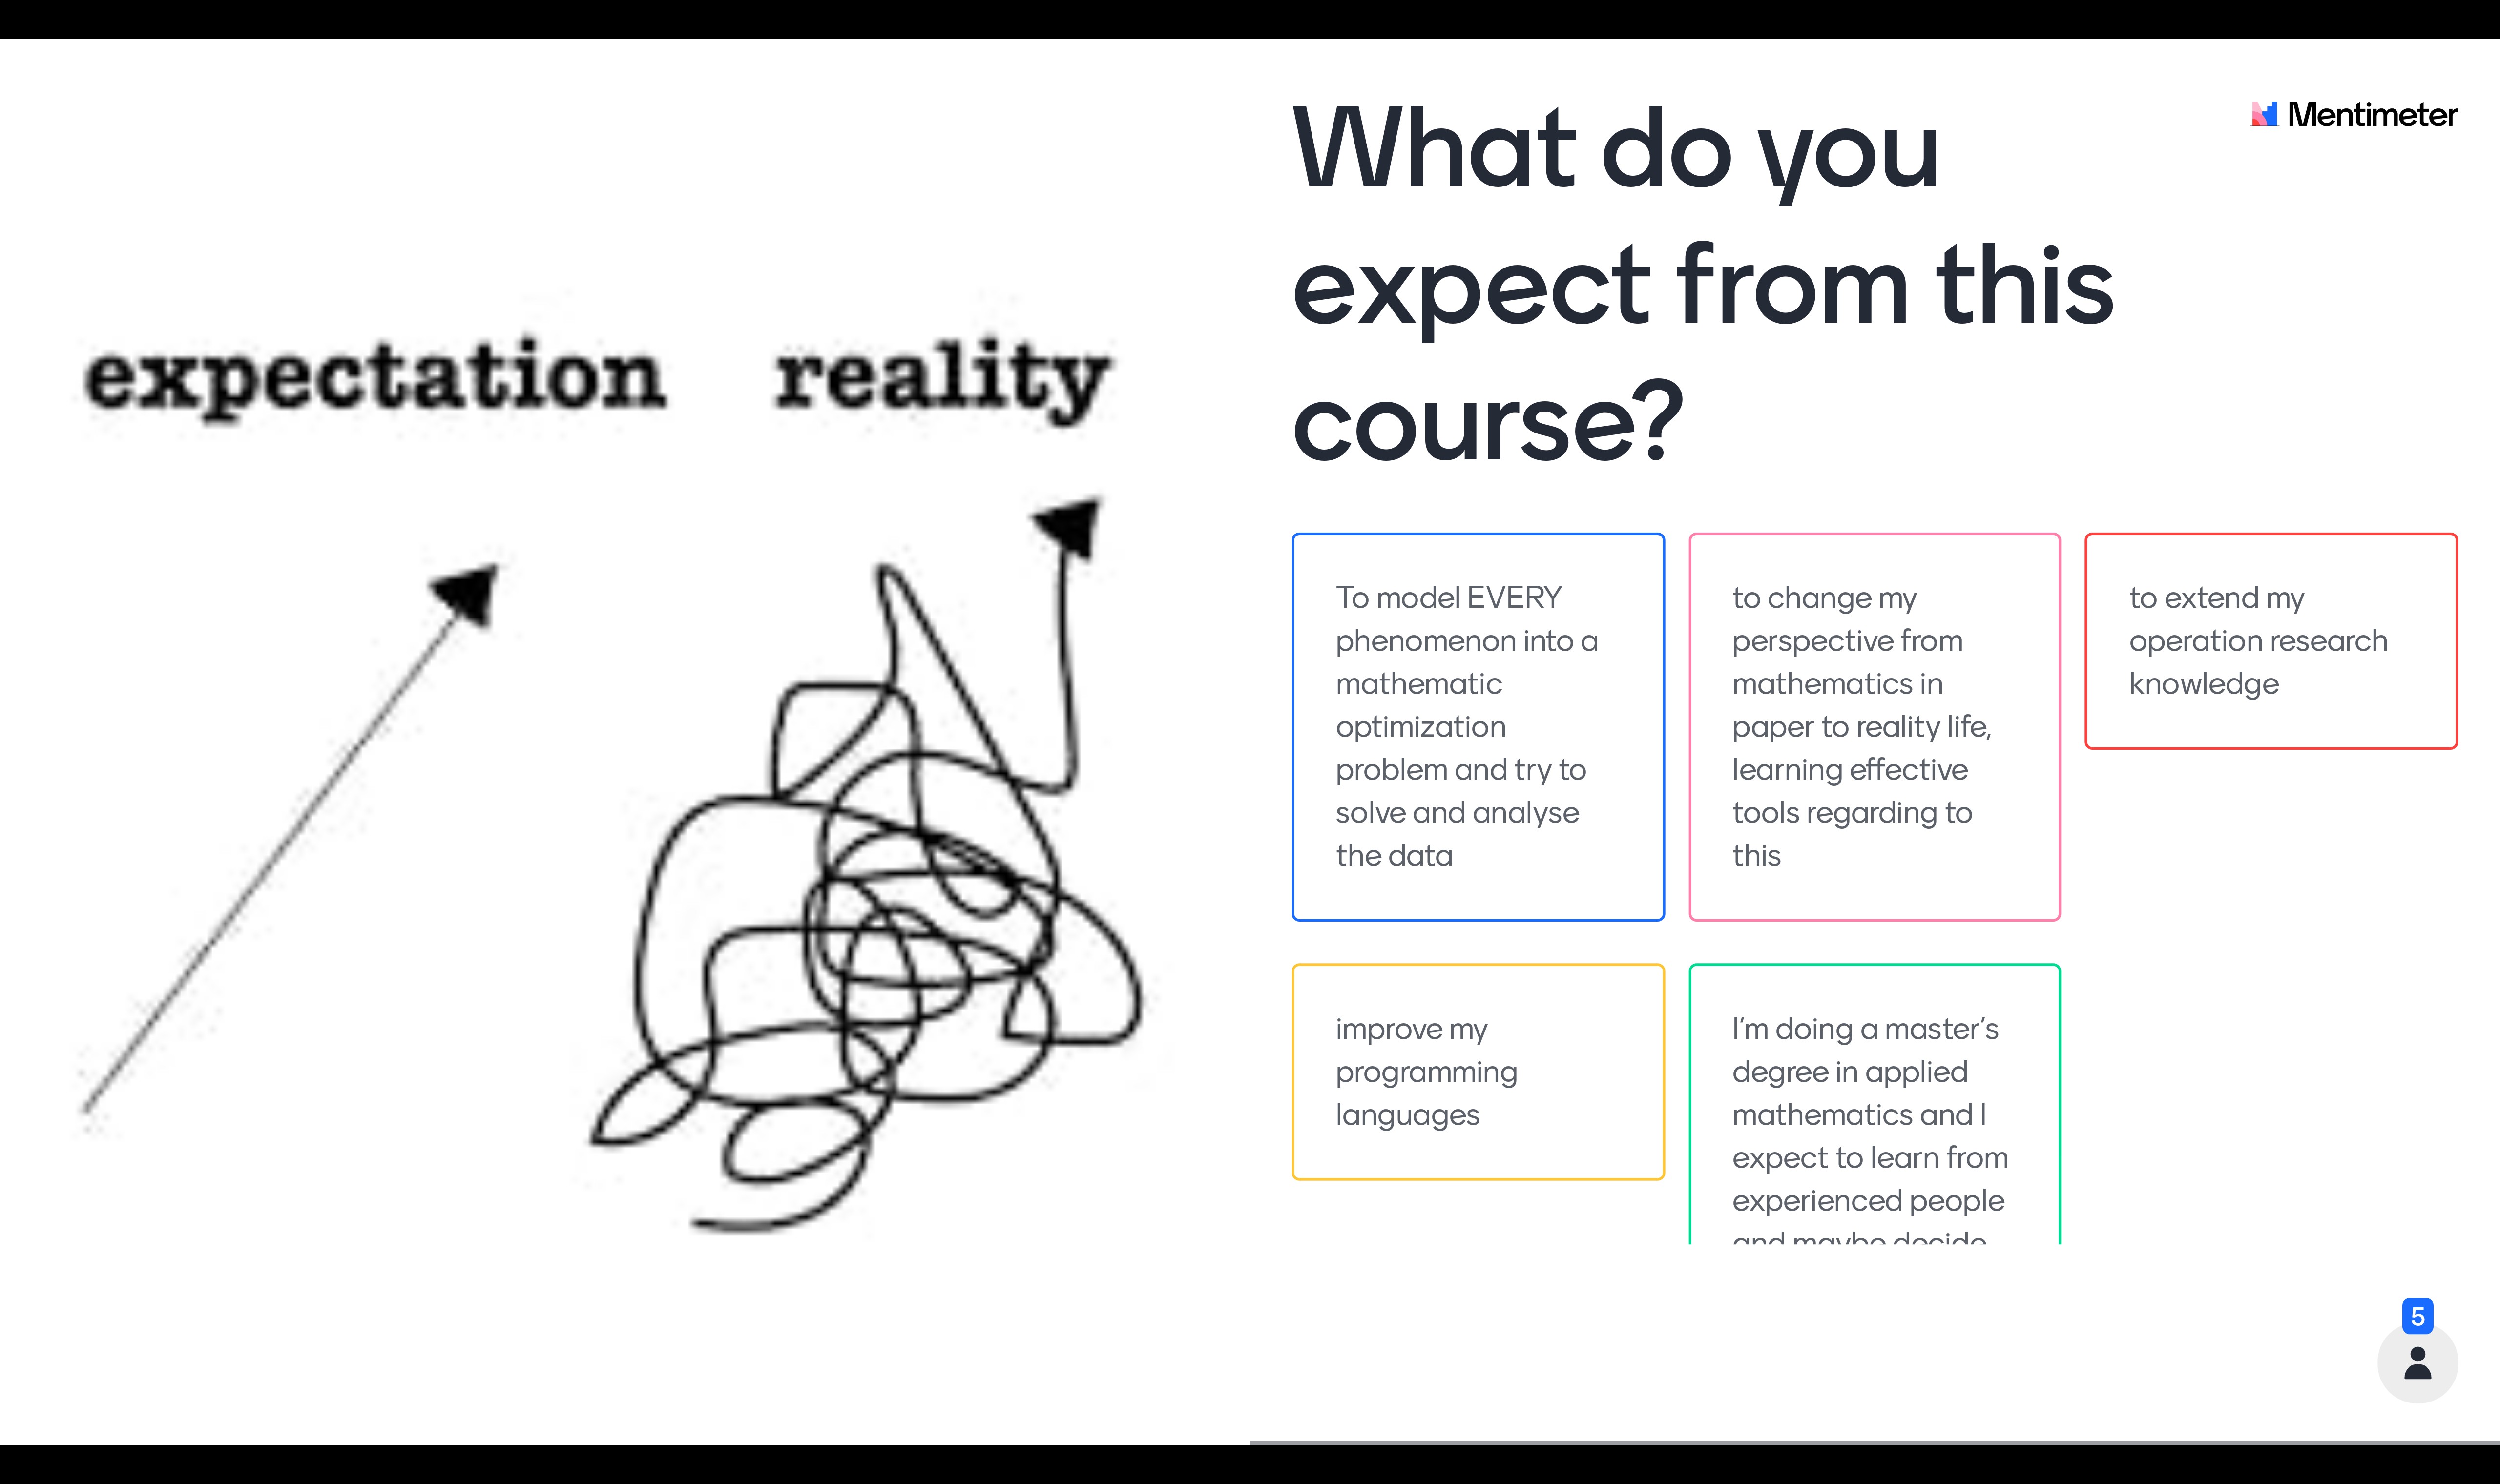 expectation reality
What do you
expect from this
course?
Mentimeter
To model EVERY
phenomenon into a
mathematic
optimization
problem and try to
solve and analyse
the data
to change my
perspective from
mathematics in
paper to reality life,
learning effective
tools regarding to
this
to extend my
operation research
knowledge
improve my
programming
languages
I'm doing a master's
degree in applied
mathematics and I
expect to learn from
experienced people
and maybe decide
5